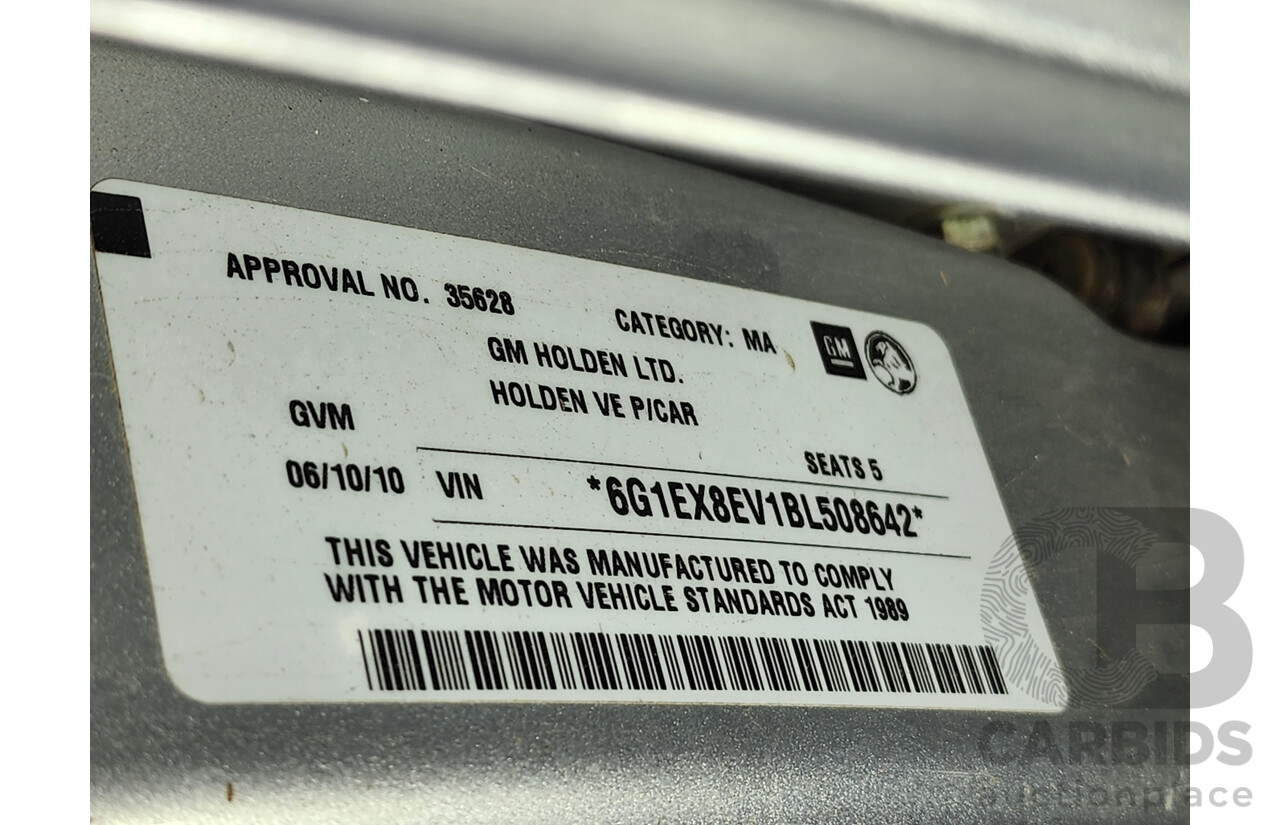 APPROVAL NO. 35628
CATEGORY: MA
GM
GM HOLDEN LTD.
HOLDEN VE P/CAR
GVM
SEATS 5
06/10/10 VIN *6G1EX8EV1BL508642*
THIS VEHICLE WAS MANUFACTURED TO COMPLY
WITH THE MOTOR VEHICLE STANDARDS ACT 1989
CB
CARBIDS
auctionplace